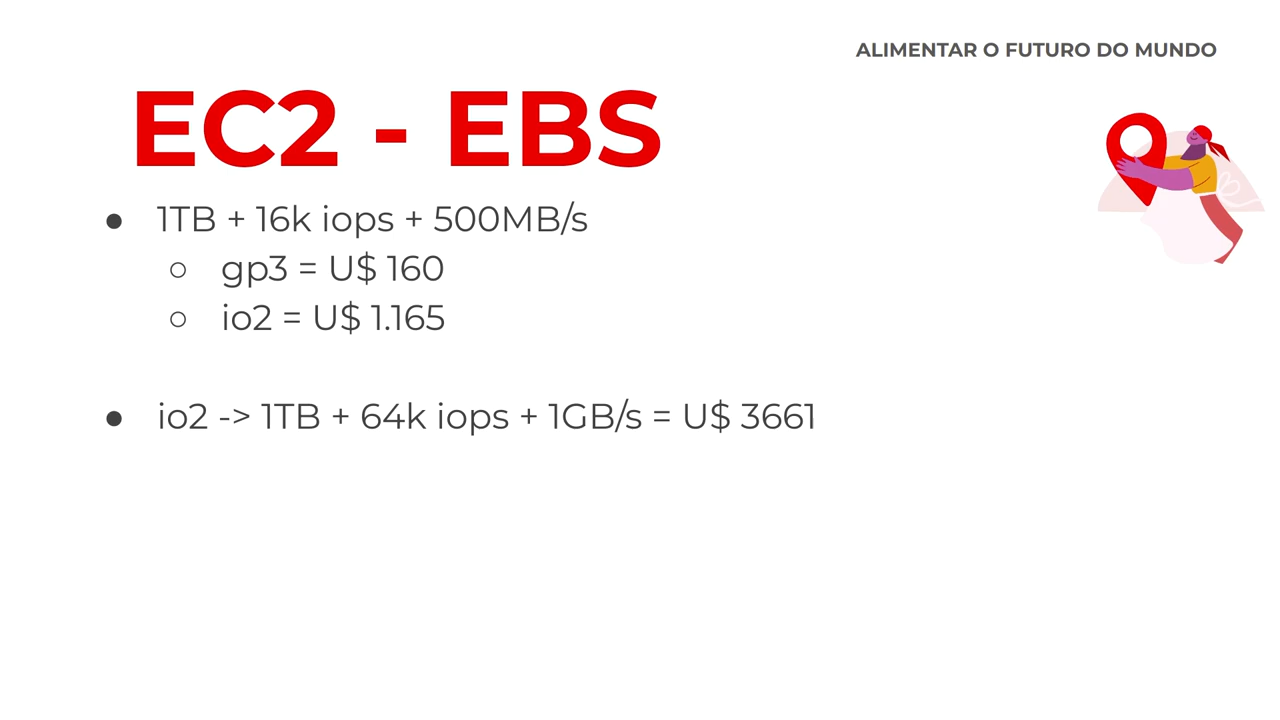 ALIMENTAR O FUTURO DO MUNDO
EC2 - EBS
● 1TB + 16k iops + 500MB/s
○ gp3 = U$ 160
○ io2 = U$ 1.165
● io2 -> 1TB + 64k iops + 1GB/s = U$ 3661